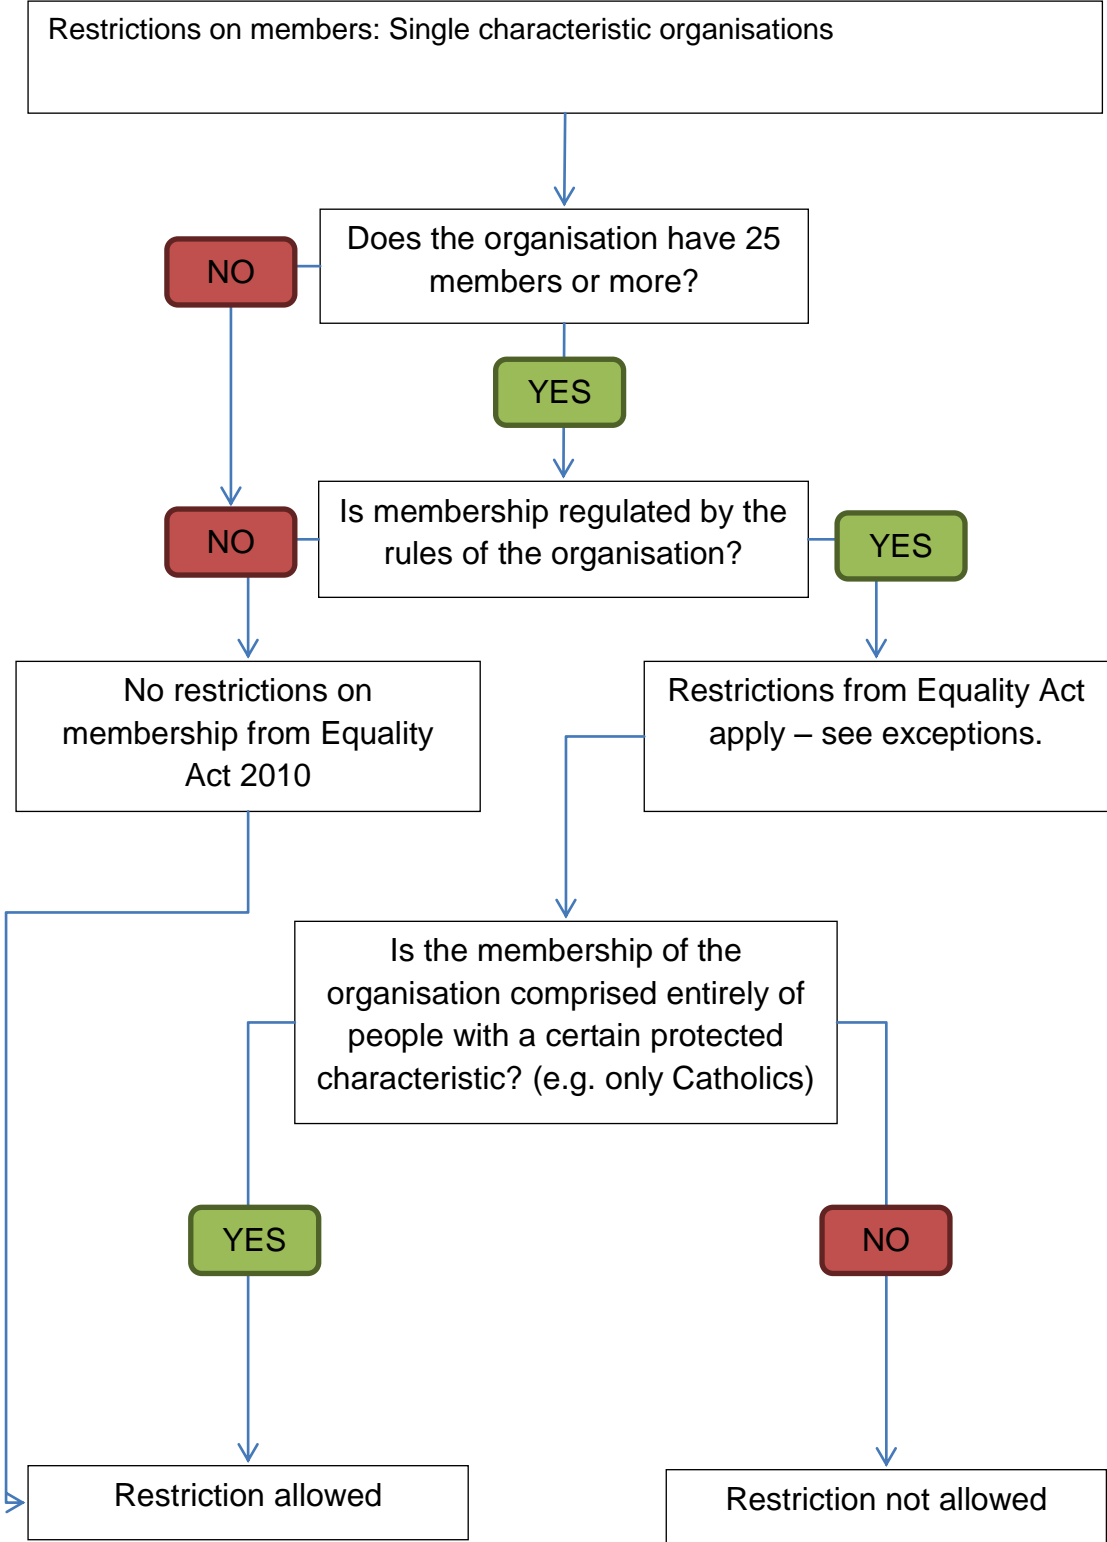 Restrictions on members: Single characteristic organisations
Does the organisation have 25
members or more?
NO
YES
Is membership regulated by the
rules of the organisation?
NO
YES
No restrictions on
membership from Equality
Act 2010
Restrictions from Equality Act
apply – see exceptions.
Is the membership of the
organisation comprised entirely of
people with a certain protected
characteristic? (e.g. only Catholics)
YES
NO
Restriction allowed
Restriction not allowed